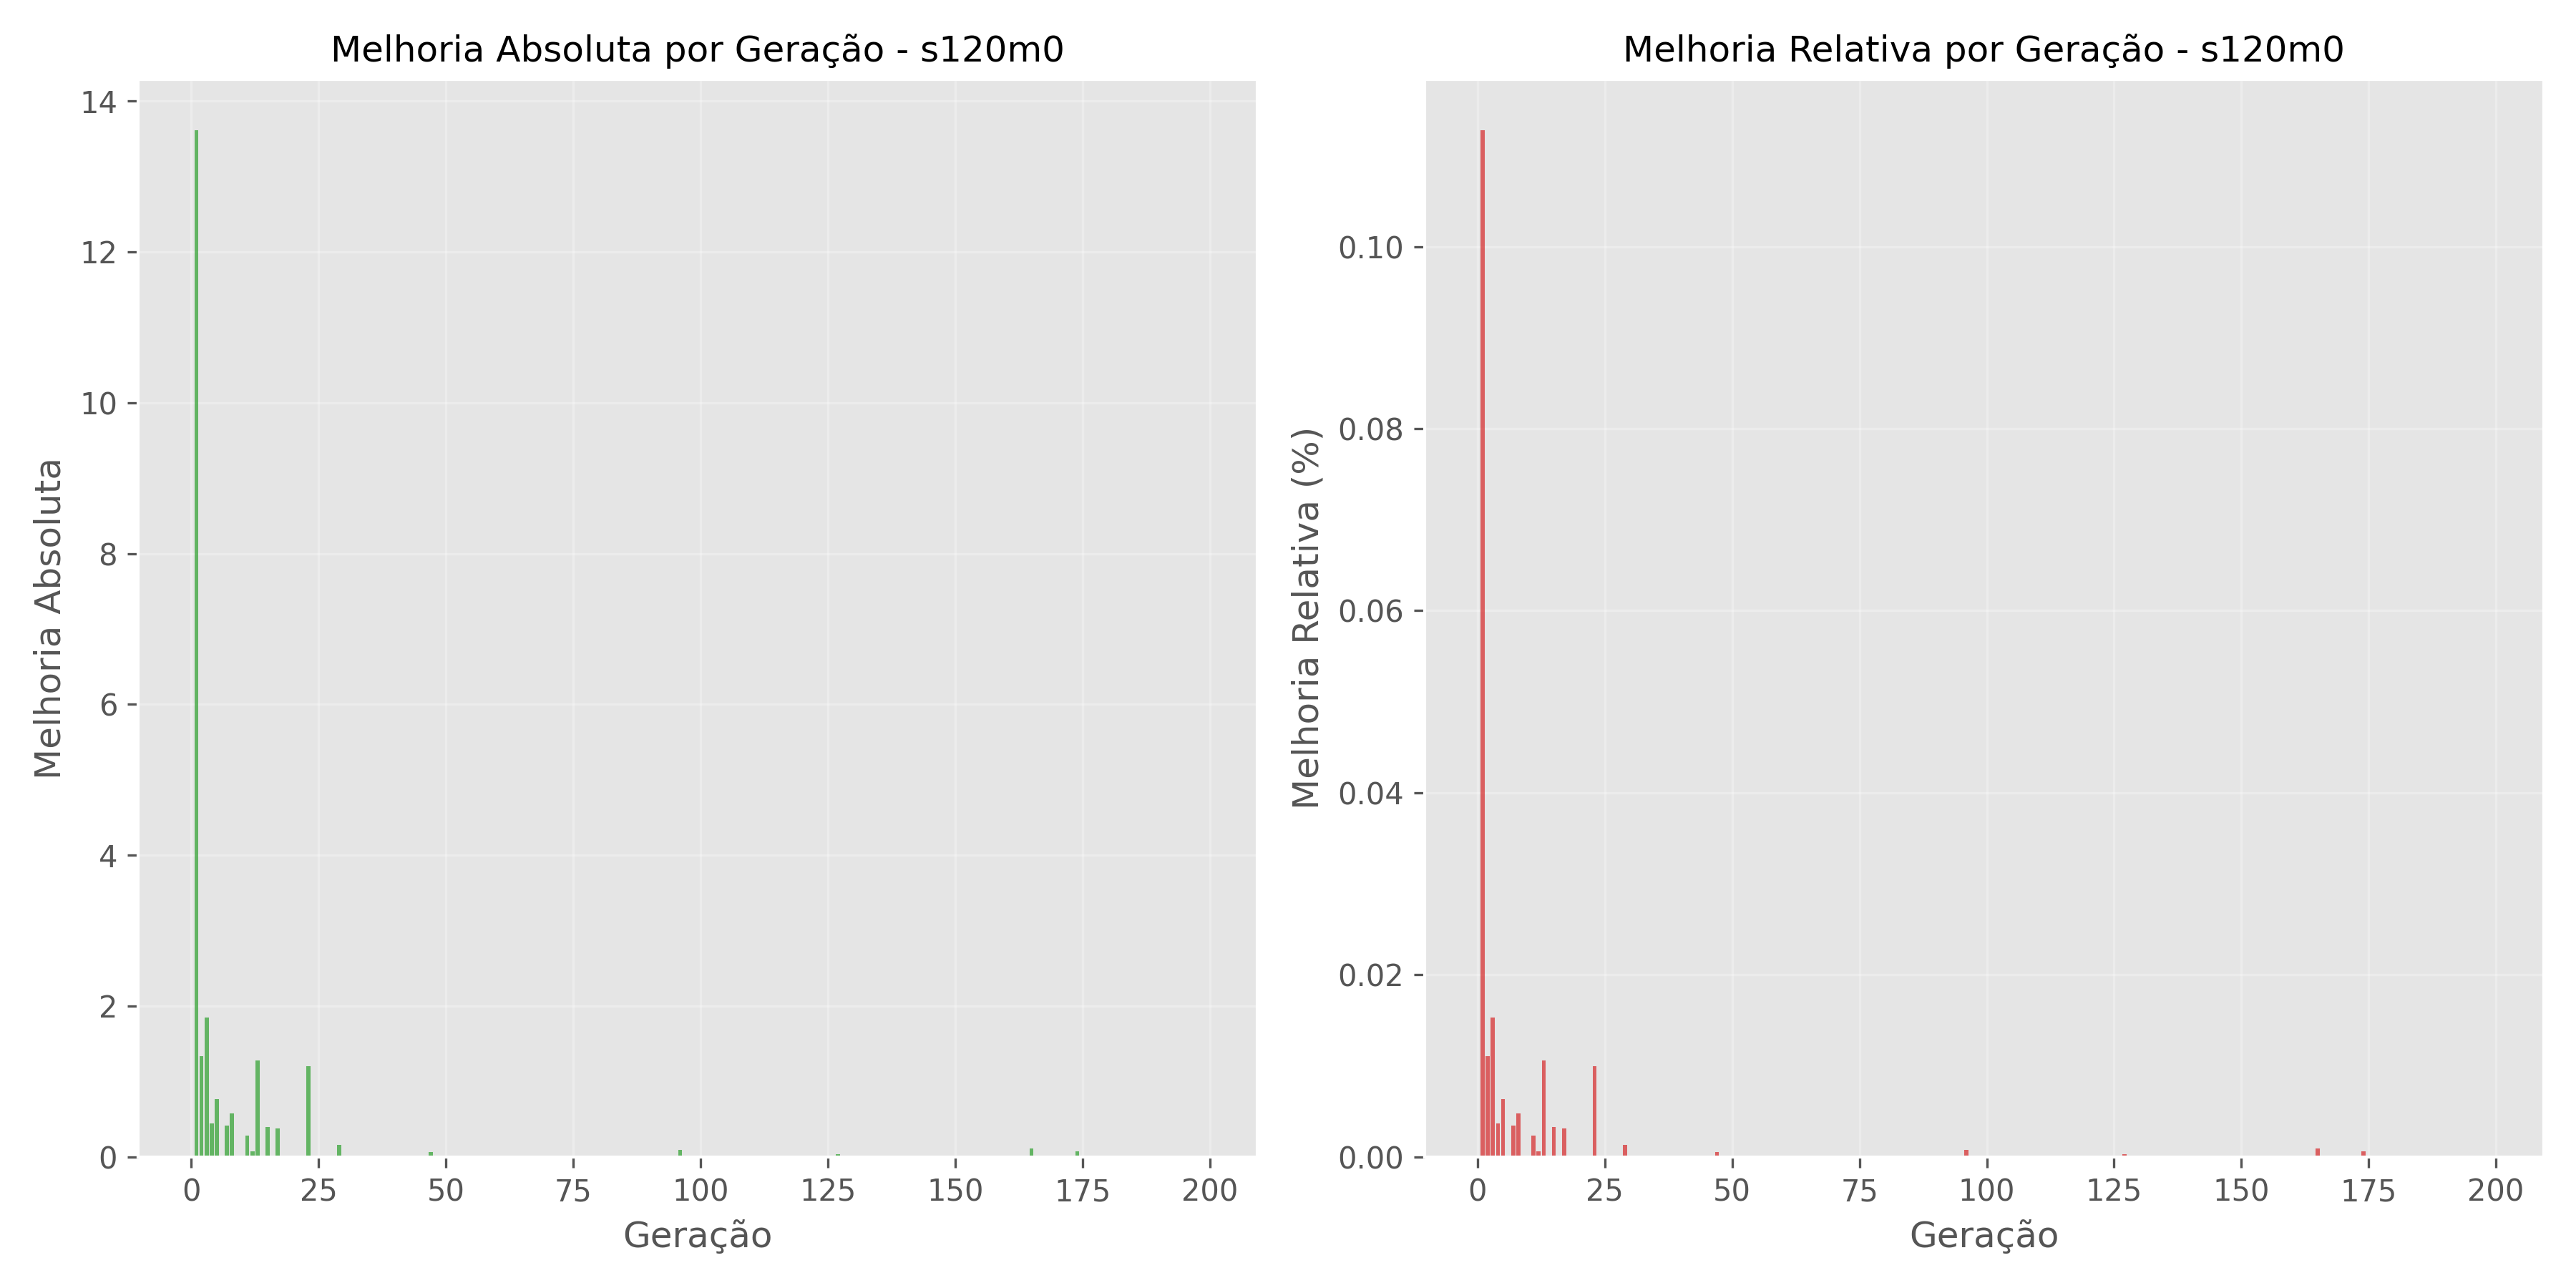 Melhoria Absoluta por Geração - s120m0
Melhoria Absoluta
14
12
10
8
6
4
2
0
0 25 50 75 100 125 150 175 200
Geração
Melhoria Relativa por Geração - s120m0
Melhoria Relativa (%)
0.10
0.08
0.06
0.04
0.02
0.00
0 25 50 75 100 125 150 175 200
Geração